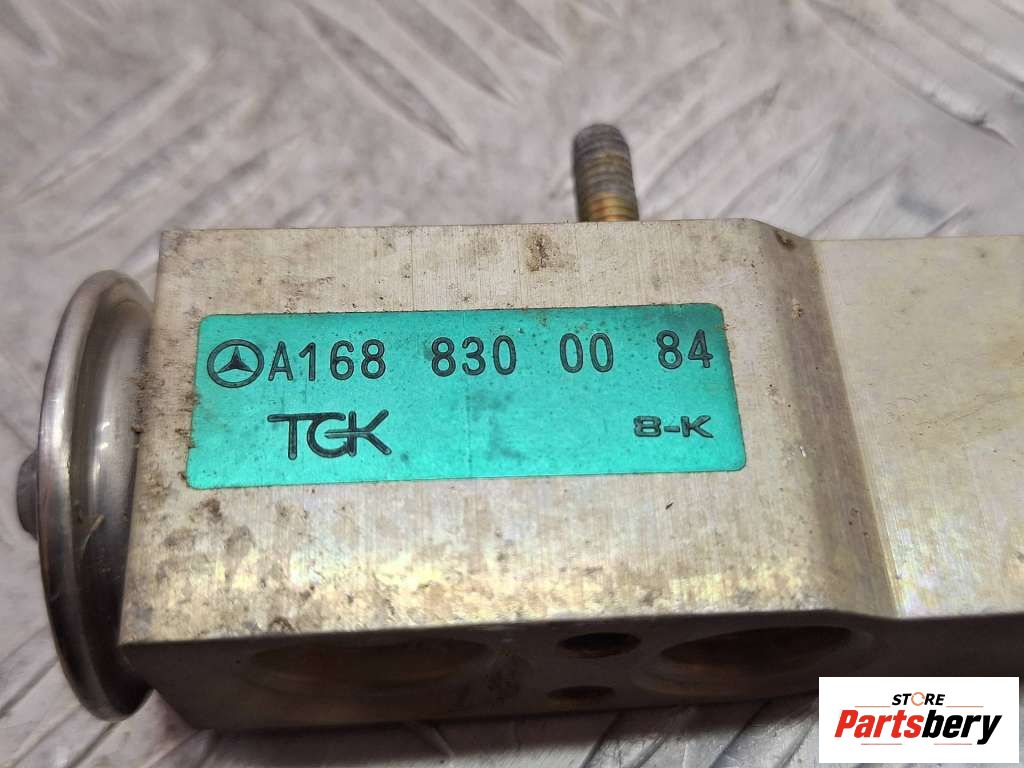 A168 830 00 84
TGK 8-K
STORE
Partsbery